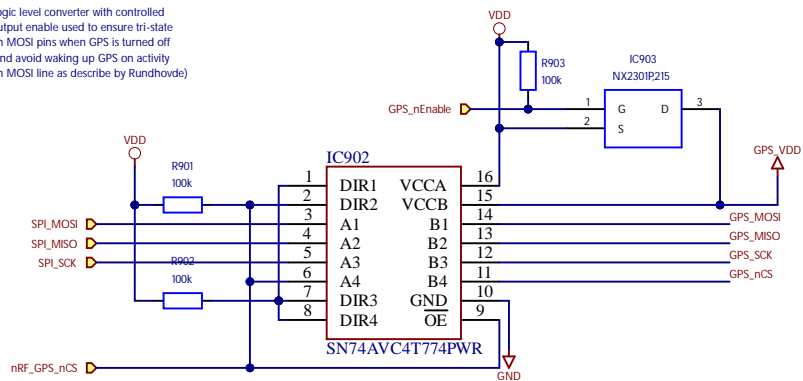 ogic level converter with controlled
utput enable used to ensure tri-state
n MOSI pins when GPS is turned off
nd avoid waking up GPS on activity
n MOSI line as describe by Rundhovde)
VDD
R903
100k
IC903
NX2301P,215
GPS_nEnable
1 G D 3
2 S
VDD
GPS_VDD
R901
100k
IC902
1 DIR1 VCCA 16
2 DIR2 VCCB 15
SPI_MOSI 3 A1 B1 14 GPS_MOSI
SPI_MISO 4 A2 B2 13 GPS_MISO
SPI_SCK 5 A3 B3 12 GPS_SCK
R902
100k
6 A4 B4 11 GPS_nCS
7 DIR3 GND 10
8 DIR4 OE 9
SN74AVC4T774PWR
nRF_GPS_nCS
GND